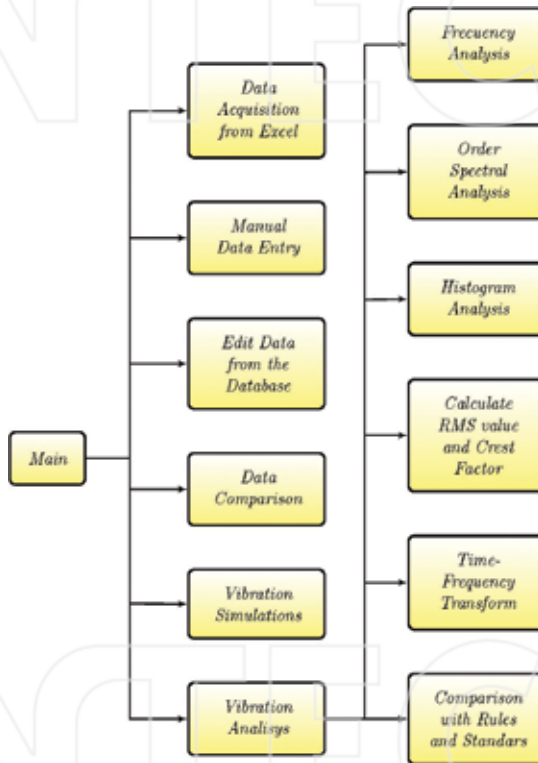 Main
Data
Acquisition
from Excel
Manual
Data Entry
Edit Data
from the
Database
Data
Comparison
Vibration
Simulations
Vibration
Analisys
Frecuency
Analysis
Order
Spectral
Analysis
Histogram
Analysis
Calculate
RMS value
and Crest
Factor
Time-
Frequency
Transform
Comparison
with Rules
and Standars